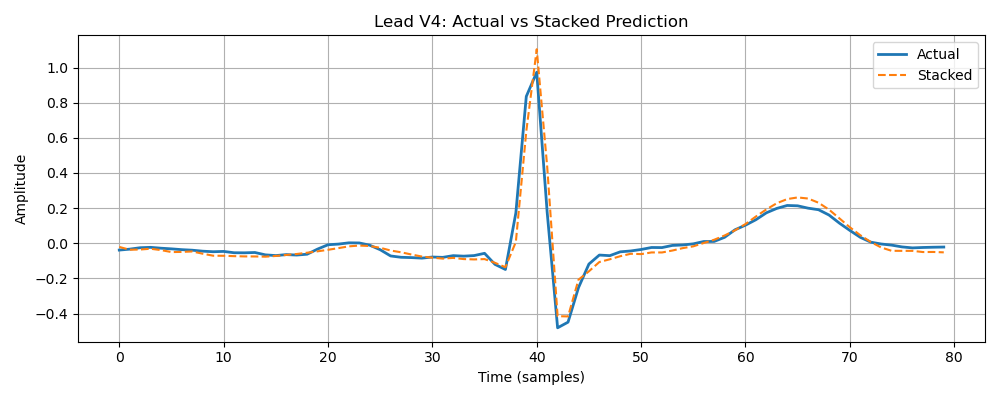 Lead V4: Actual vs Stacked Prediction
Actual
Stacked
Amplitude
1.0
0.8
0.6
0.4
0.2
0.0
−0.2
−0.4
0 10 20 30 40 50 60 70 80
Time (samples)